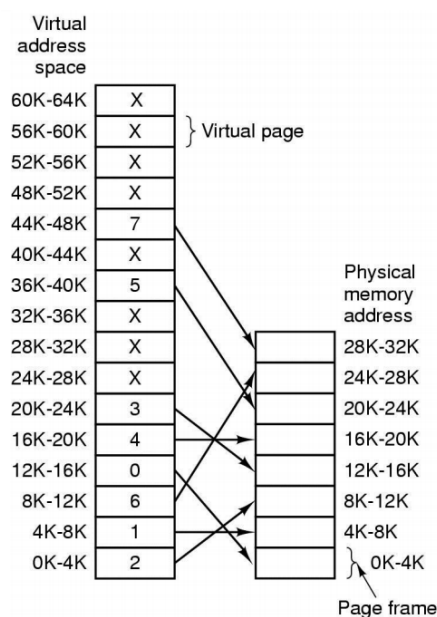 Virtual
address
space
60K-64K X
56K-60K X Virtual page
52K-56K X
48K-52K X
44K-48K 7
40K-44K X
36K-40K 5
Physical
memory
address
32K-36K X
28K-32K X 28K-32K
24K-28K X 24K-28K
20K-24K 3 20K-24K
16K-20K 4 16K-20K
12K-16K 0 12K-16K
8K-12K 6 8K-12K
4K-8K 1 4K-8K
0K-4K 2 0K-4K
Page frame